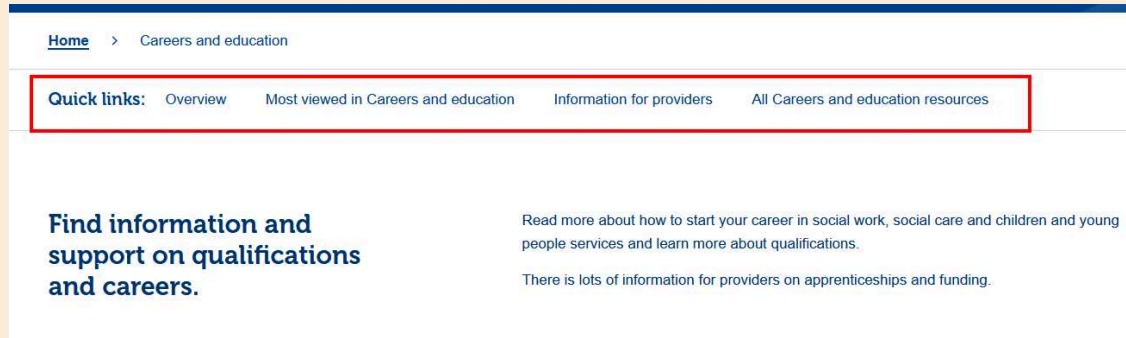 Home > Careers and education
Quick links: Overview Most viewed in Careers and education Information for providers All Careers and education resources
Find information and
support on qualifications
and careers.
Read more about how to start your career in social work, social care and children and young
people services and learn more about qualifications.
There is lots of information for providers on apprenticeships and funding.